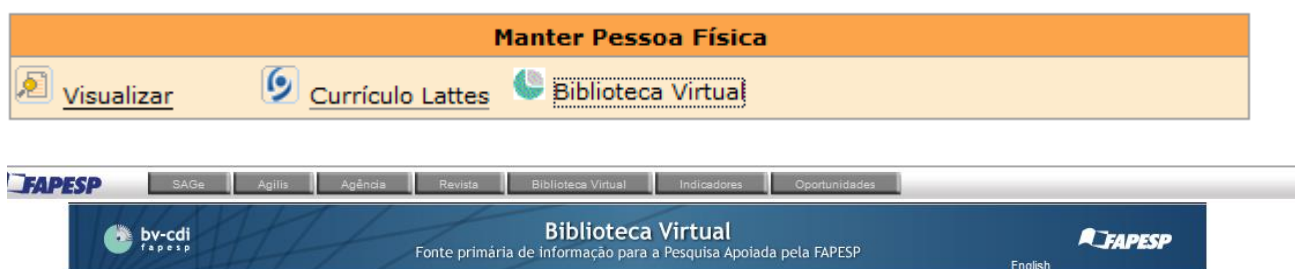 Manter Pessoa Física
Visualizar Currículo Lattes Biblioteca Virtual
FAPESP SAGe Agilis Agência Revista Biblioteca Virtual Indicadores Oportunidades
bv-cdi
fapesp
Biblioteca Virtual
Fonte primária de informação para a Pesquisa Apoiada pela FAPESP
FAPESP
English